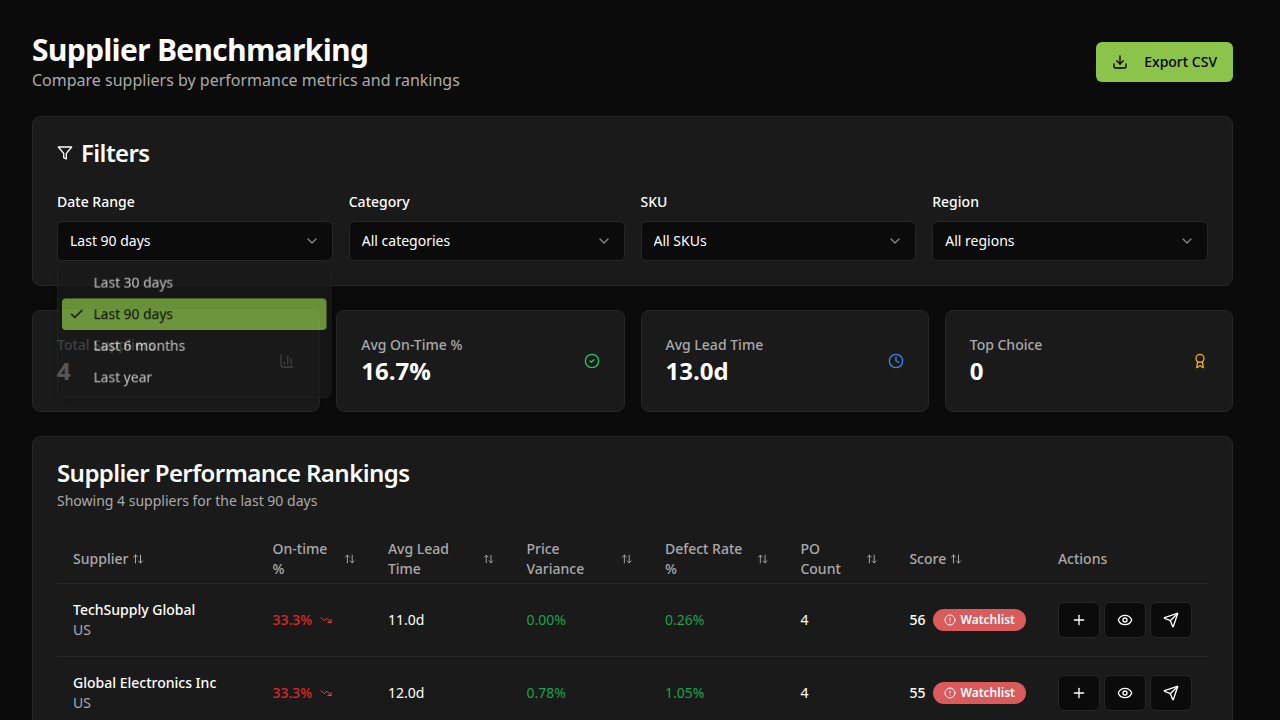 Supplier Benchmarking
Compare suppliers by performance metrics and rankings
Export CSV
Filters
Date Range
Category
SKU
Region
Last 90 days
All categories
All SKUs
All regions
Last 30 days
Last 90 days
Last 6 months
Last year
Total
4
Avg On-Time %
16.7%
Avg Lead Time
13.0d
Top Choice
0
Supplier Performance Rankings
Showing 4 suppliers for the last 90 days
Supplier
On-time %
Avg Lead Time
Price Variance
Defect Rate %
PO Count
Score
Actions
TechSupply Global
US
33.3%
11.0d
0.00%
0.26%
4
56
Watchlist
Global Electronics Inc
US
33.3%
12.0d
0.78%
1.05%
4
55
Watchlist